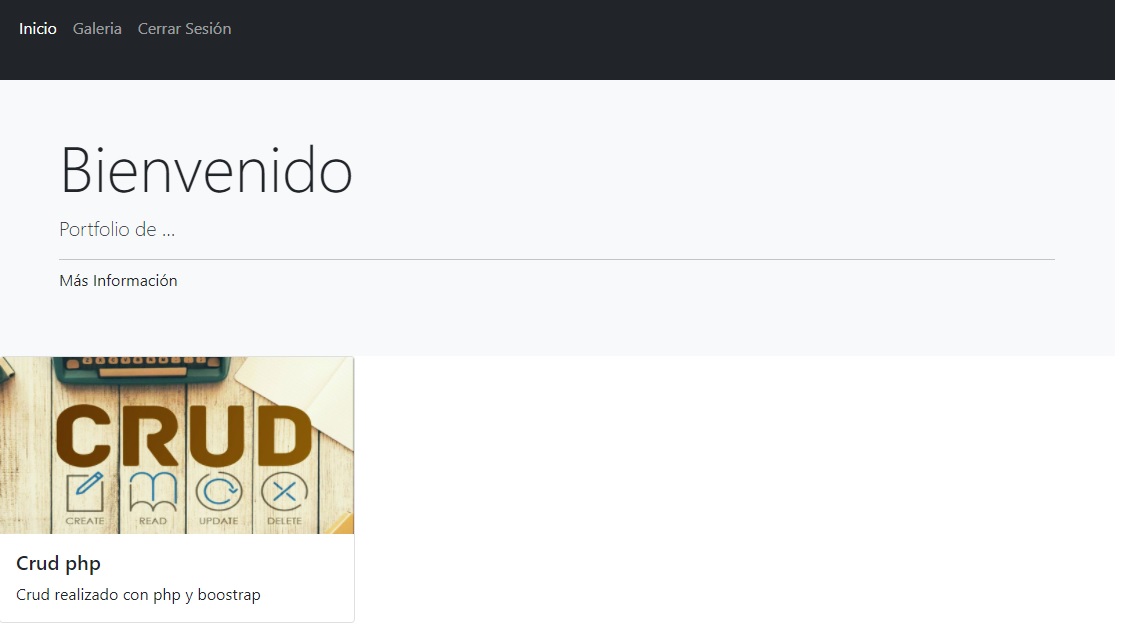 Inicio Galeria Cerrar Sesión
Bienvenido
Portfolio de ...
Más Información
CRUD
CREATE READ UPDATE DELETE
Crud php
Crud realizado con php y boostrap